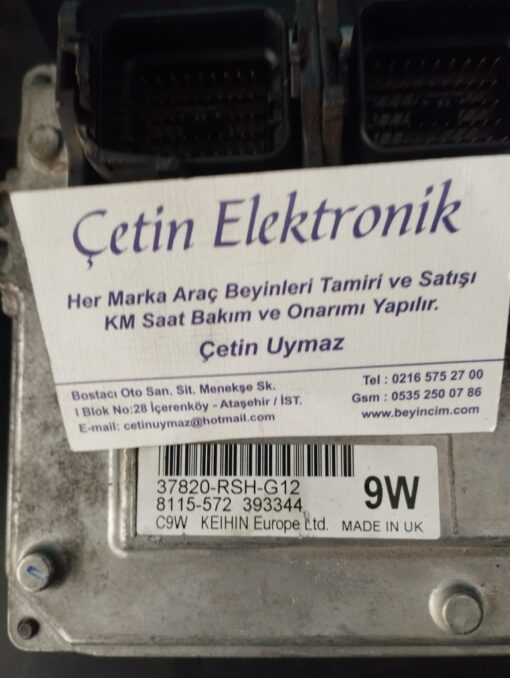 Çetin Elektronik
Her Marka Araç Beyinleri Tamiri ve Satışı
KM Saat Bakım ve Onarımı Yapılır.
Çetin Uymaz
Bostacı Oto San. Sit. Menekşe Sk.
I Blok No:28 İçerenköy - Ataşehir / İST.
E-mail: cetinuymaz@hotmail.com
Tel : 0216 575 27 00
Gsm : 0535 250 07 86
www.beyincim.com
37820-RSH-G12
8115-572 393344
C9W KEIHIN Europe Ltd. MADE IN UK
9W